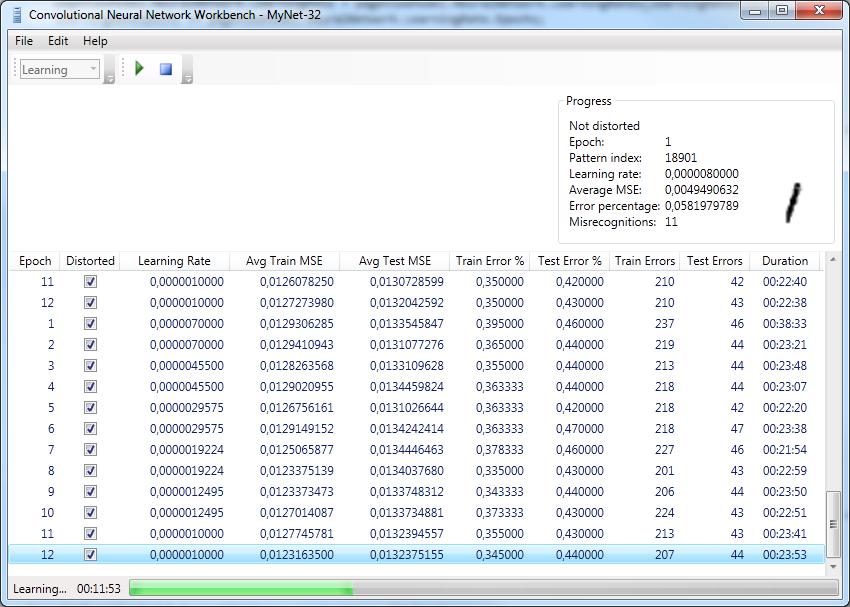 Convolutional Neural Network Workbench - MyNet-32
File Edit Help
Learning
Progress
Not distorted
Epoch: 1
Pattern index: 18901
Learning rate: 0,0000080000
Average MSE: 0,0049490632
Error percentage: 0,0581979789
Misrecognitions: 11
Epoch Distorted Learning Rate Avg Train MSE Avg Test MSE Train Error % Test Error % Train Errors Test Errors Duration
11 0,0000010000 0,0126078250 0,0130728599 0,350000 0,420000 210 42 00:22:40
12 0,0000010000 0,0127273980 0,0132042592 0,350000 0,430000 210 43 00:22:38
1 0,0000070000 0,0129306285 0,0133545847 0,395000 0,460000 237 46 00:38:33
2 0,0000070000 0,0129410943 0,0131077276 0,365000 0,440000 219 44 00:23:21
3 0,0000045500 0,0128263568 0,0133109628 0,355000 0,440000 213 44 00:23:48
4 0,0000045500 0,0129020955 0,0134459824 0,363333 0,440000 218 44 00:23:07
5 0,0000029575 0,0126756161 0,0131026644 0,363333 0,420000 218 42 00:22:20
6 0,0000029575 0,0129149152 0,0134242414 0,363333 0,470000 218 47 00:23:38
7 0,0000019224 0,0125065877 0,0134446463 0,378333 0,460000 227 46 00:21:54
8 0,0000019224 0,0123375139 0,0134037680 0,335000 0,430000 201 43 00:22:59
9 0,0000012495 0,0123373473 0,0133748312 0,343333 0,440000 206 44 00:23:50
10 0,0000012495 0,0127014087 0,0133734881 0,373333 0,430000 224 43 00:22:51
11 0,0000010000 0,0127745781 0,0132394557 0,355000 0,430000 213 43 00:23:41
12 0,0000010000 0,0123163500 0,0132375155 0,345000 0,440000 207 44 00:23:53
Learning... 00:11:53